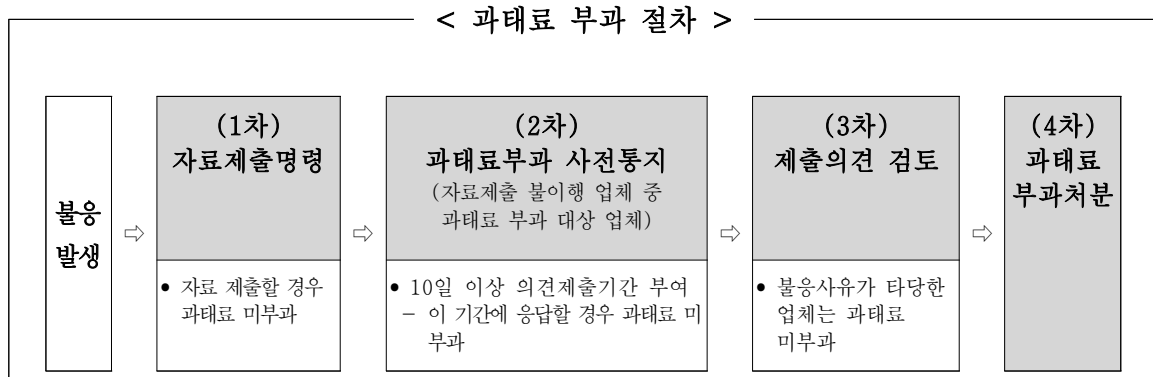 < 과태료 부과 절차 >
불응
발생
⇨
(1차)
자료제출명령
• 자료 제출할 경우
과태료 미부과
⇨
(2차)
과태료부과 사전통지
(자료제출 불이행 업체 중
과태료 부과 대상 업체)
• 10일 이상 의견제출기간 부여
- 이 기간에 응답할 경우 과태료 미
부과
⇨
(3차)
제출의견 검토
• 불응사유가 타당한
업체는 과태료
미부과
⇨
(4차)
과태료
부과처분